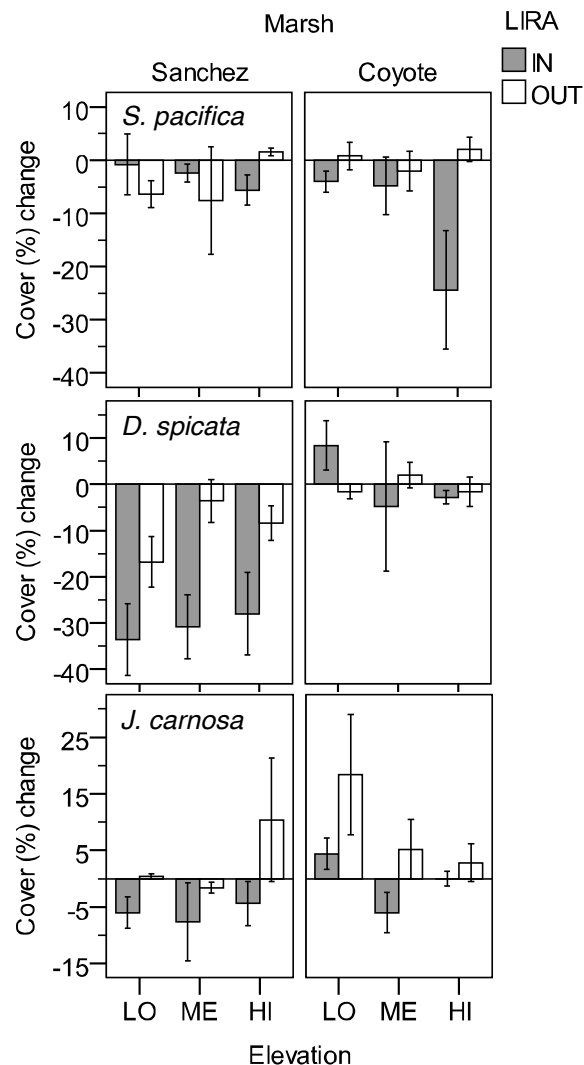 Marsh
LIRA
IN
OUT
Sanchez
Coyote
S. pacifica
Cover (%) change
10
0
-10
-20
-30
-40
D. spicata
Cover (%) change
10
0
-10
-20
-30
-40
J. carnosa
Cover (%) change
25
15
5
-5
-15
LO ME HI LO ME HI
Elevation